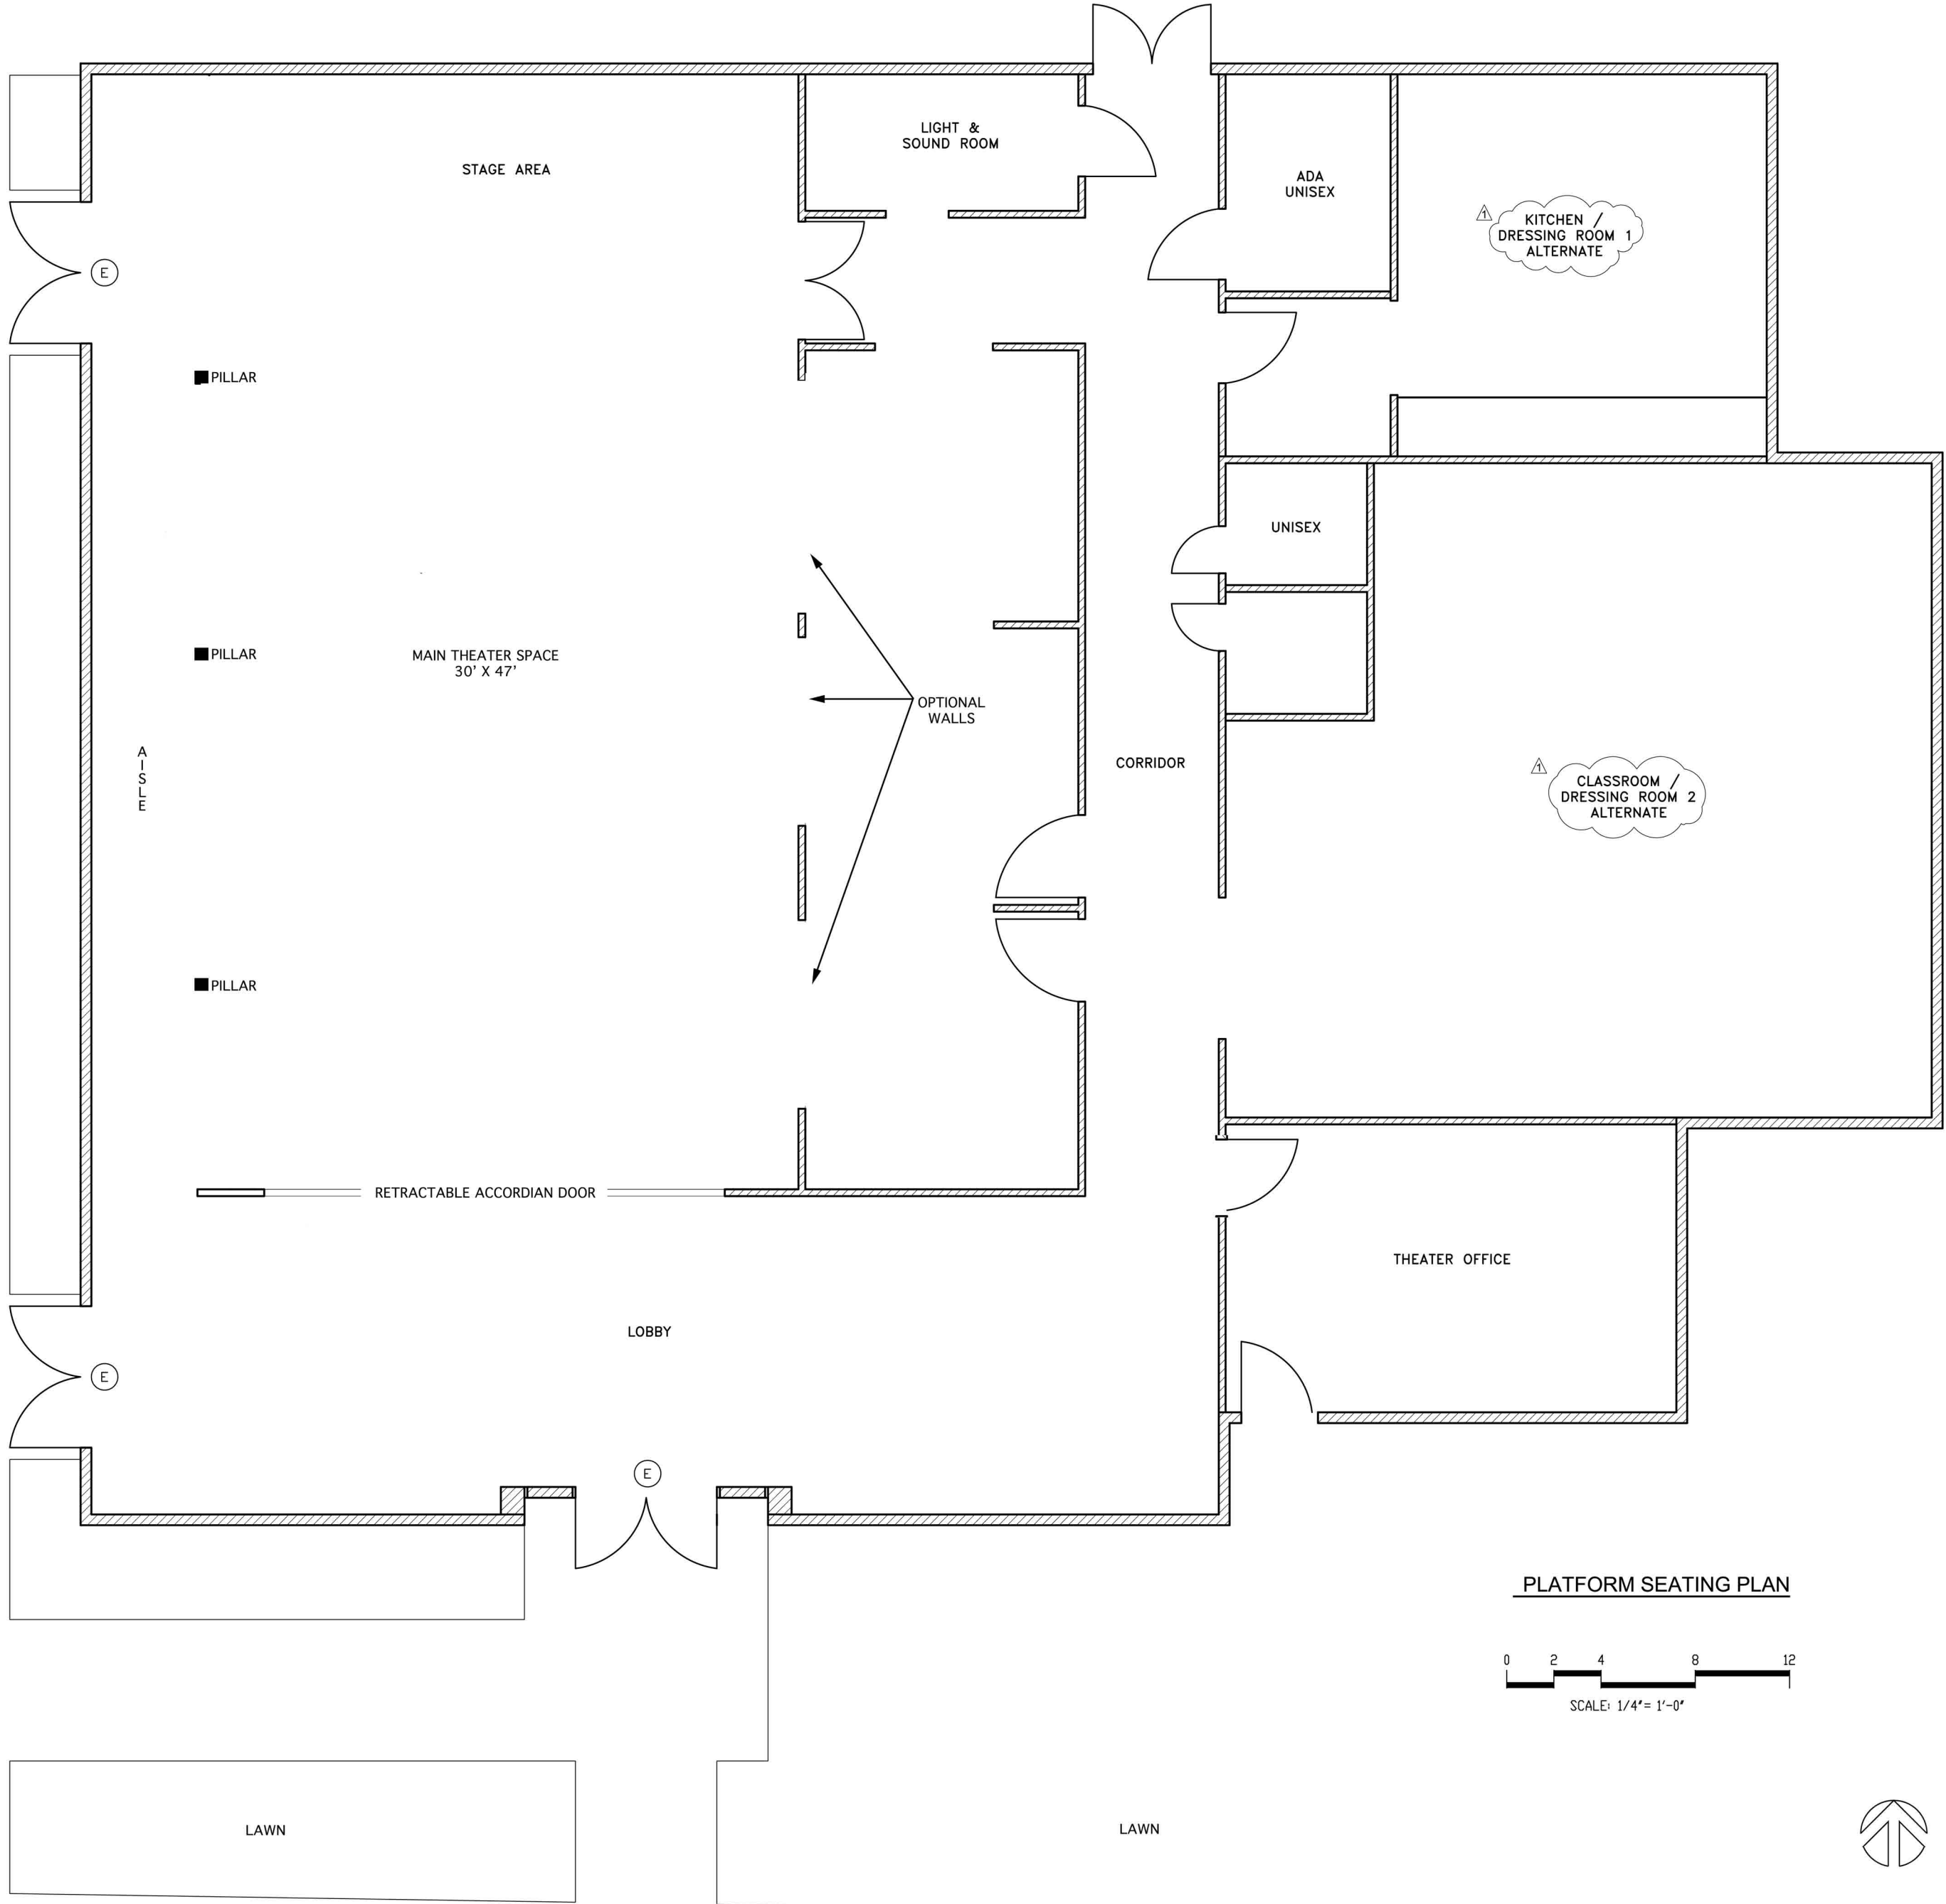 LIGHT &
SOUND ROOM
STAGE AREA
ADA
UNISEX
1
KITCHEN /
DRESSING ROOM 1
ALTERNATE
E
PILLAR
UNISEX
PILLAR
MAIN THEATER SPACE
30' X 47'
OPTIONAL
WALLS
AISLE
CORRIDOR
1
CLASSROOM /
DRESSING ROOM 2
ALTERNATE
PILLAR
RETRACTABLE ACCORDIAN DOOR
THEATER OFFICE
LOBBY
E
E
PLATFORM SEATING PLAN
0 2 4 8 12
SCALE: 1/4"= 1'-0"
LAWN
LAWN